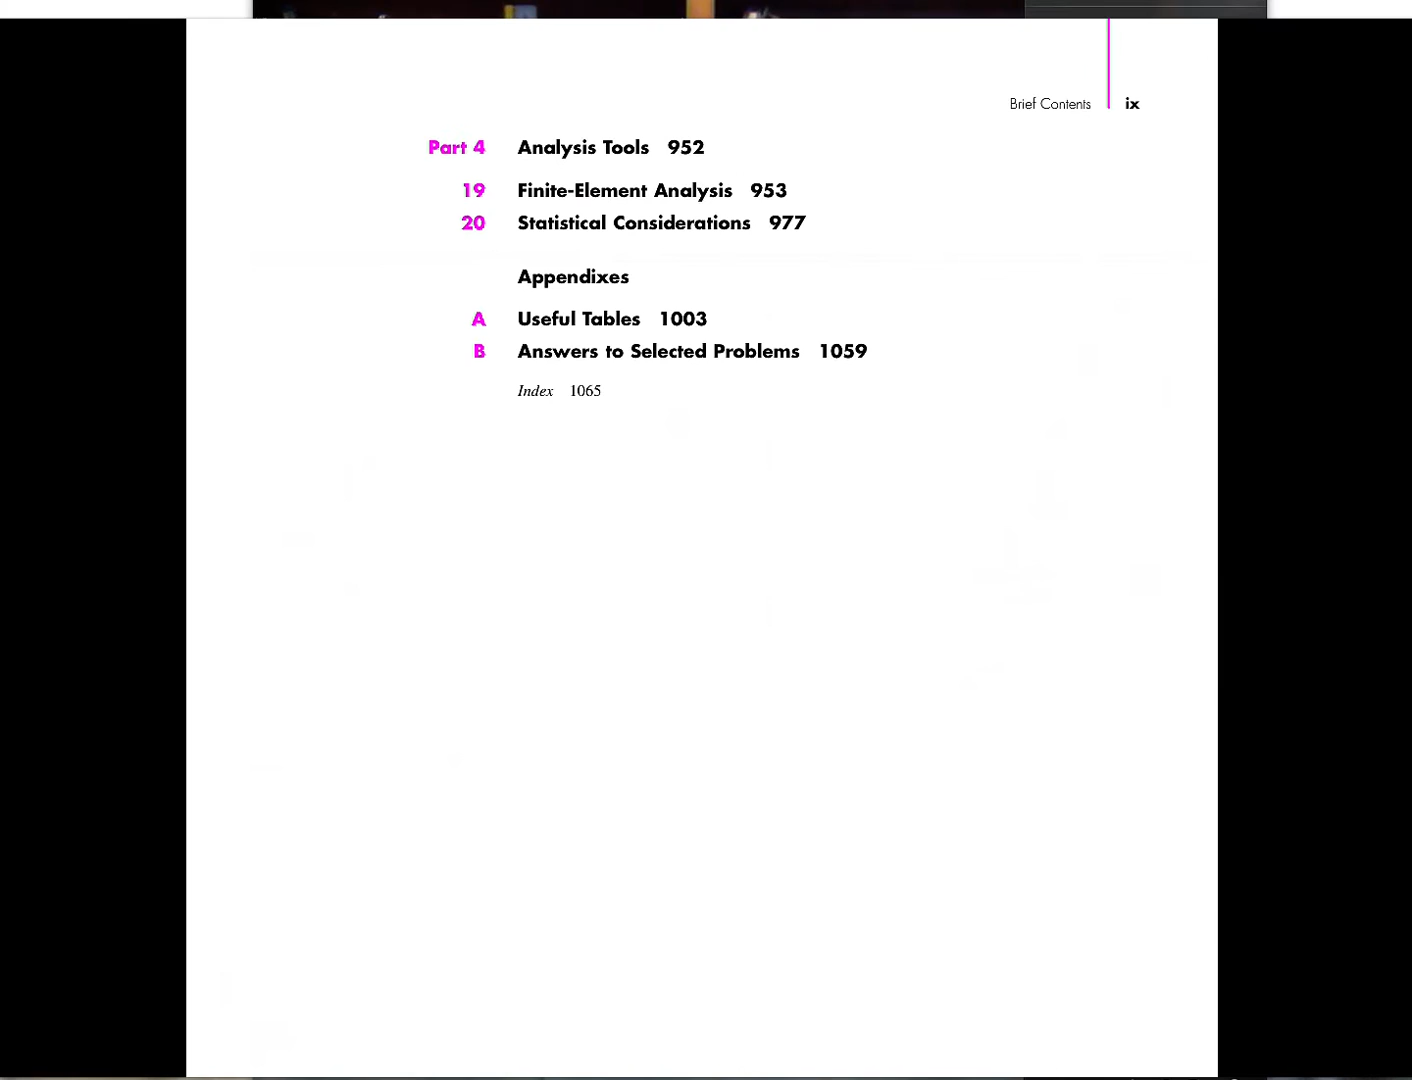 Brief Contents ix
Part 4 Analysis Tools 952
19 Finite-Element Analysis 953
20 Statistical Considerations 977
Appendixes
A Useful Tables 1003
B Answers to Selected Problems 1059
Index 1065